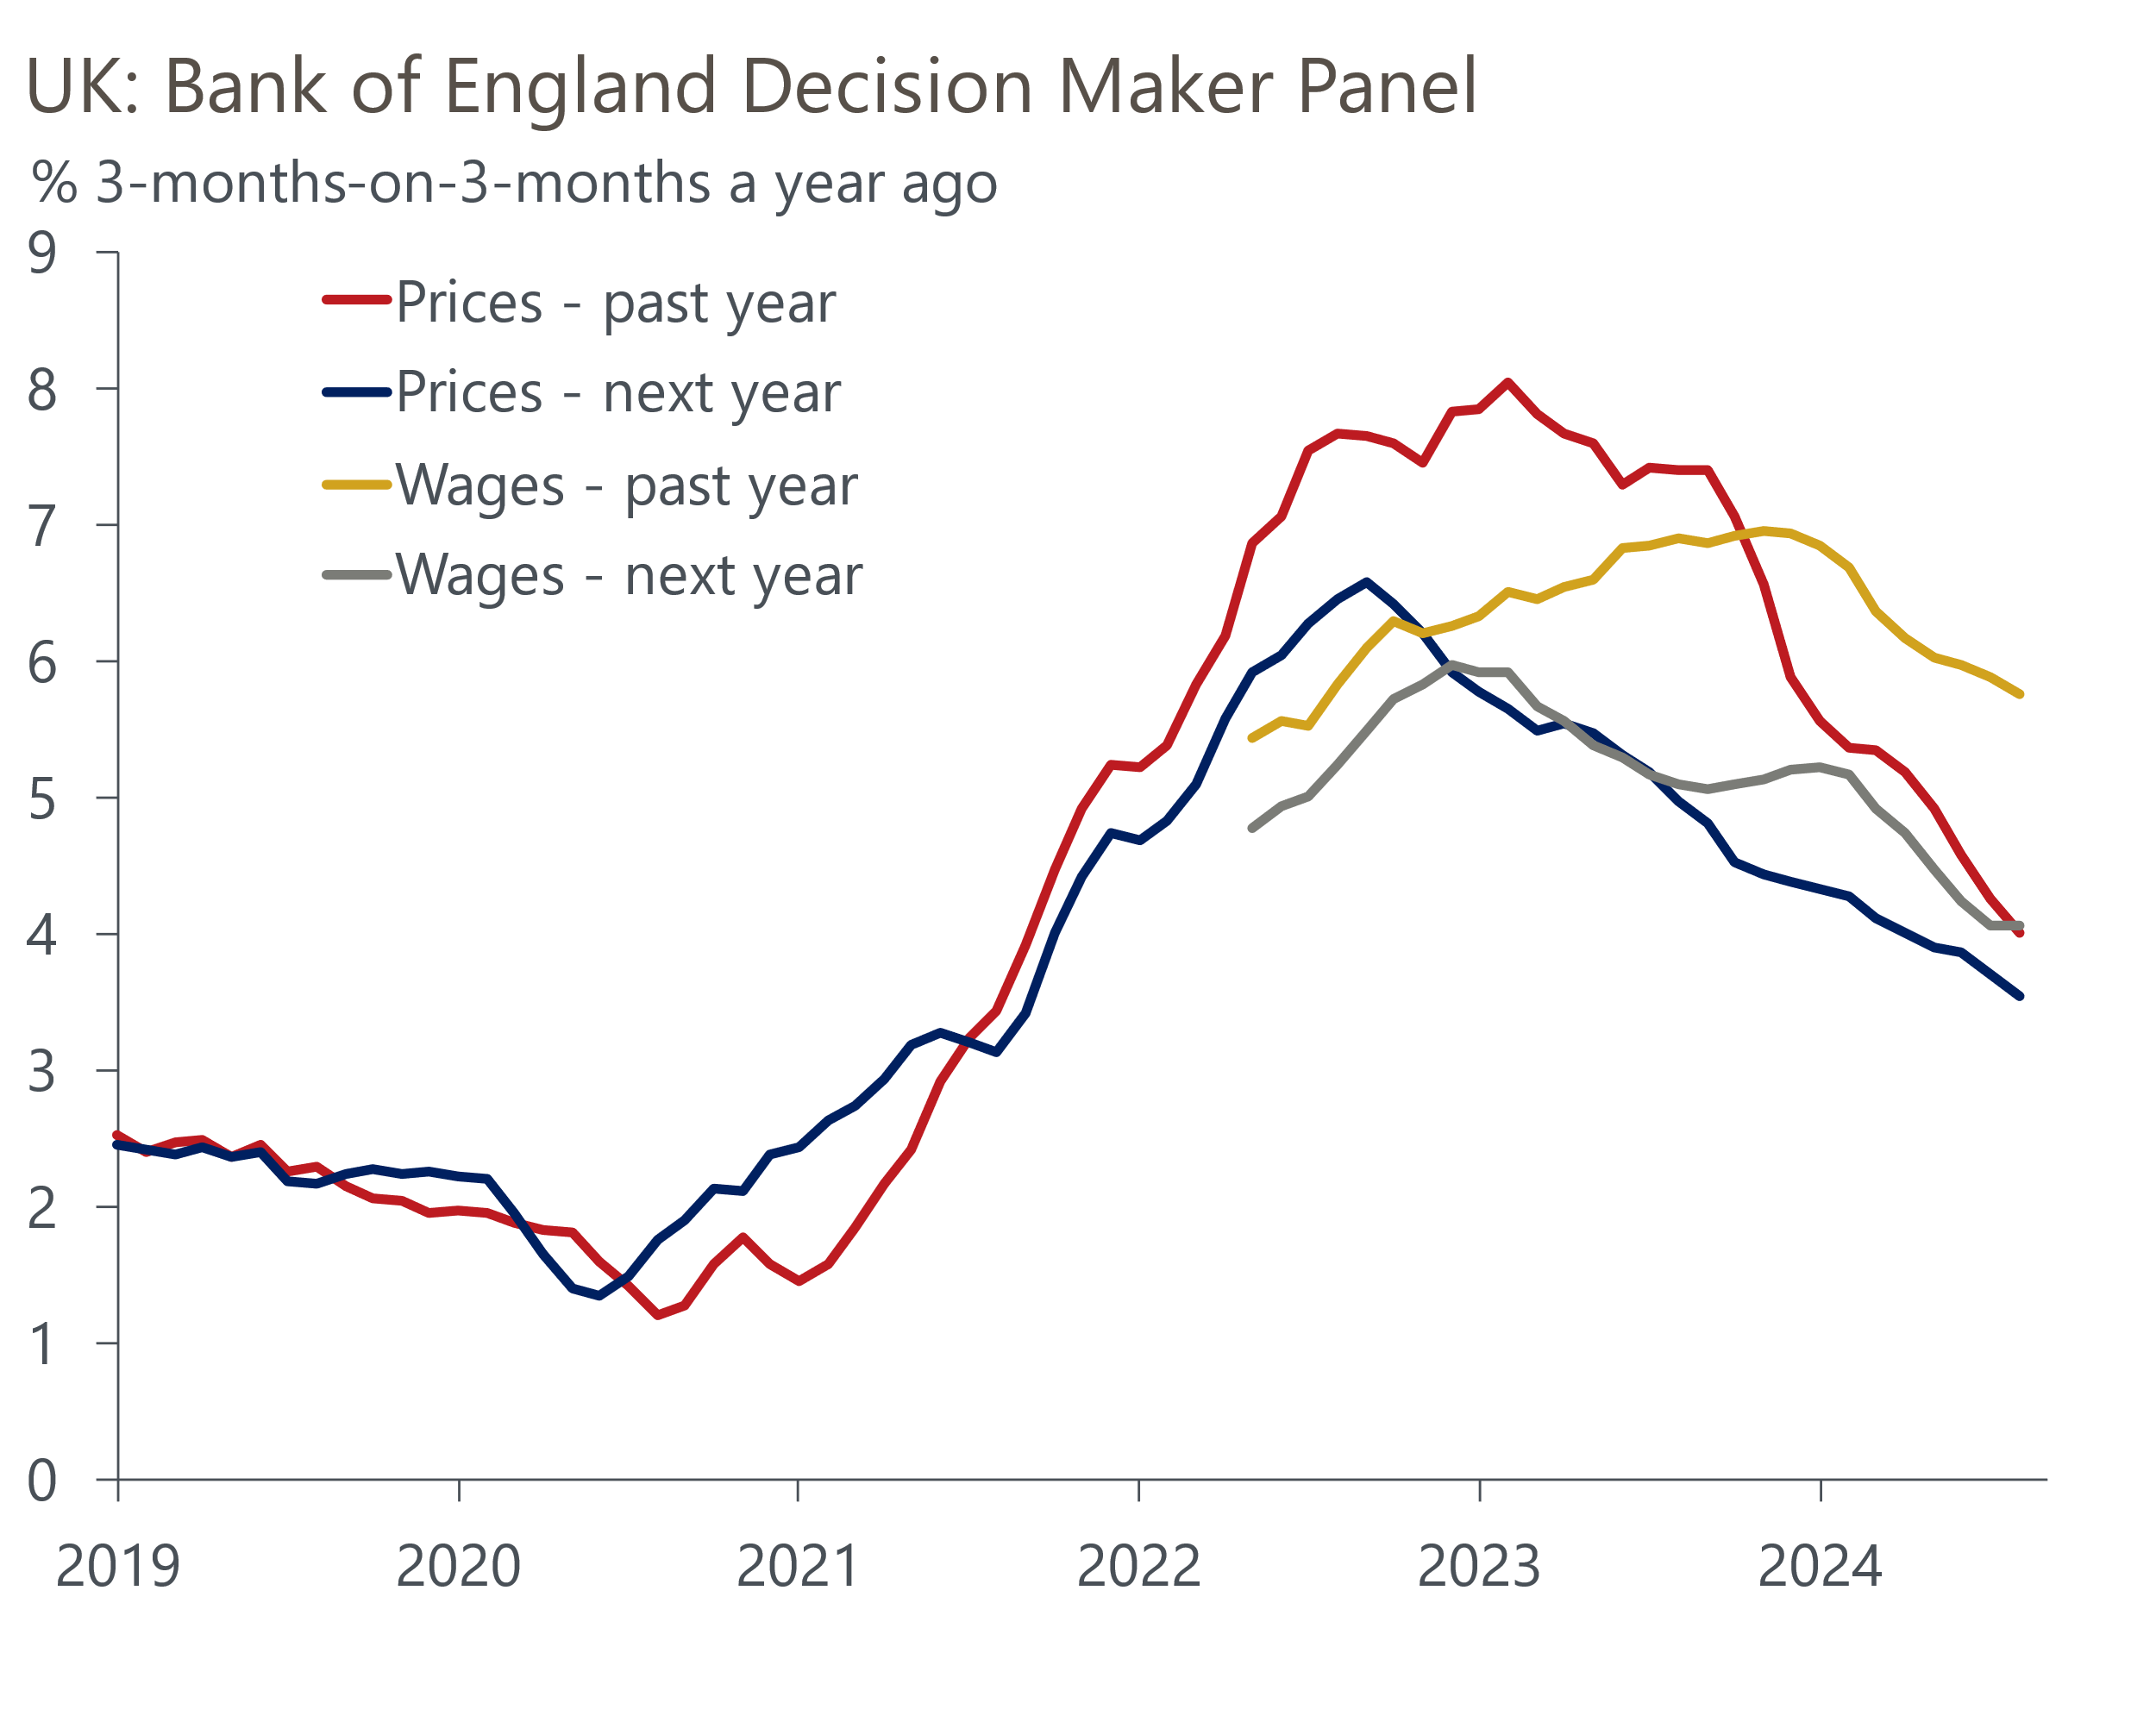 UK: Bank of England Decision Maker Panel
% 3-months-on-3-months a year ago
9
Prices - past year
8
Prices - next year
Wages - past year
7
Wages - next year
6
5
4
3
2
1
0
2019 2020 2021 2022 2023 2024